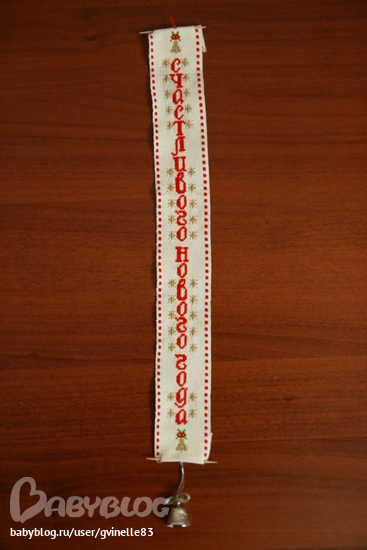 счастливого нового года
BABYBLOG
babyblog.ru/user/gvinelle83